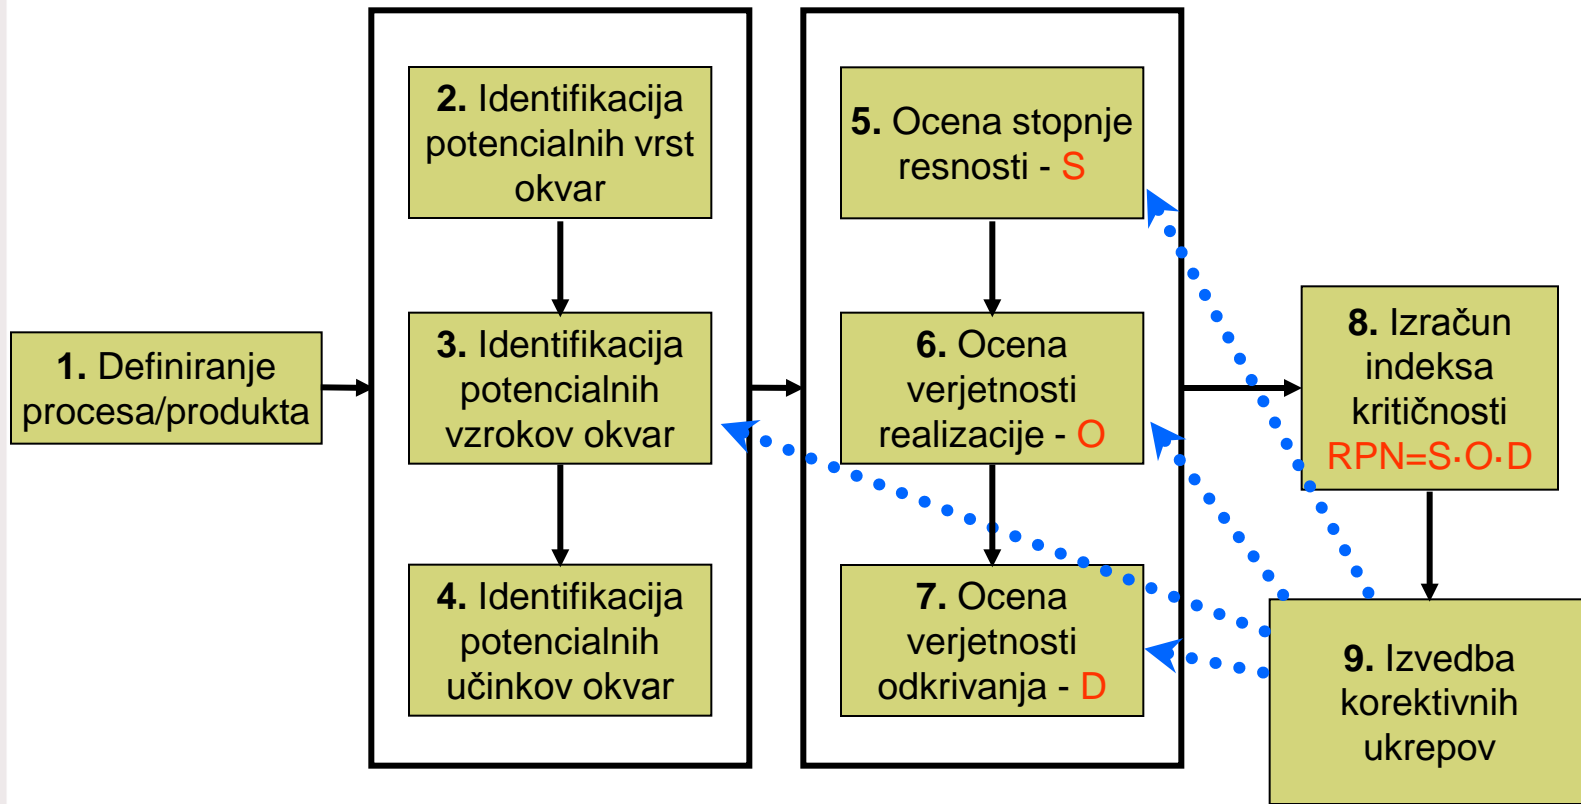 1. Definiranje
procesa/produkta
2. Identifikacija
potencialnih vrst
okvar
3. Identifikacija
potencialnih
vzrokov okvar
4. Identifikacija
potencialnih
učinkov okvar
5. Ocena stopnje
resnosti - S
6. Ocena
verjetnosti
realizacije - O
7. Ocena
verjetnosti
odkrivanja - D
8. Izračun
indeksa
kritičnosti
RPN=S·O·D
9. Izvedba
korektivnih
ukrepov